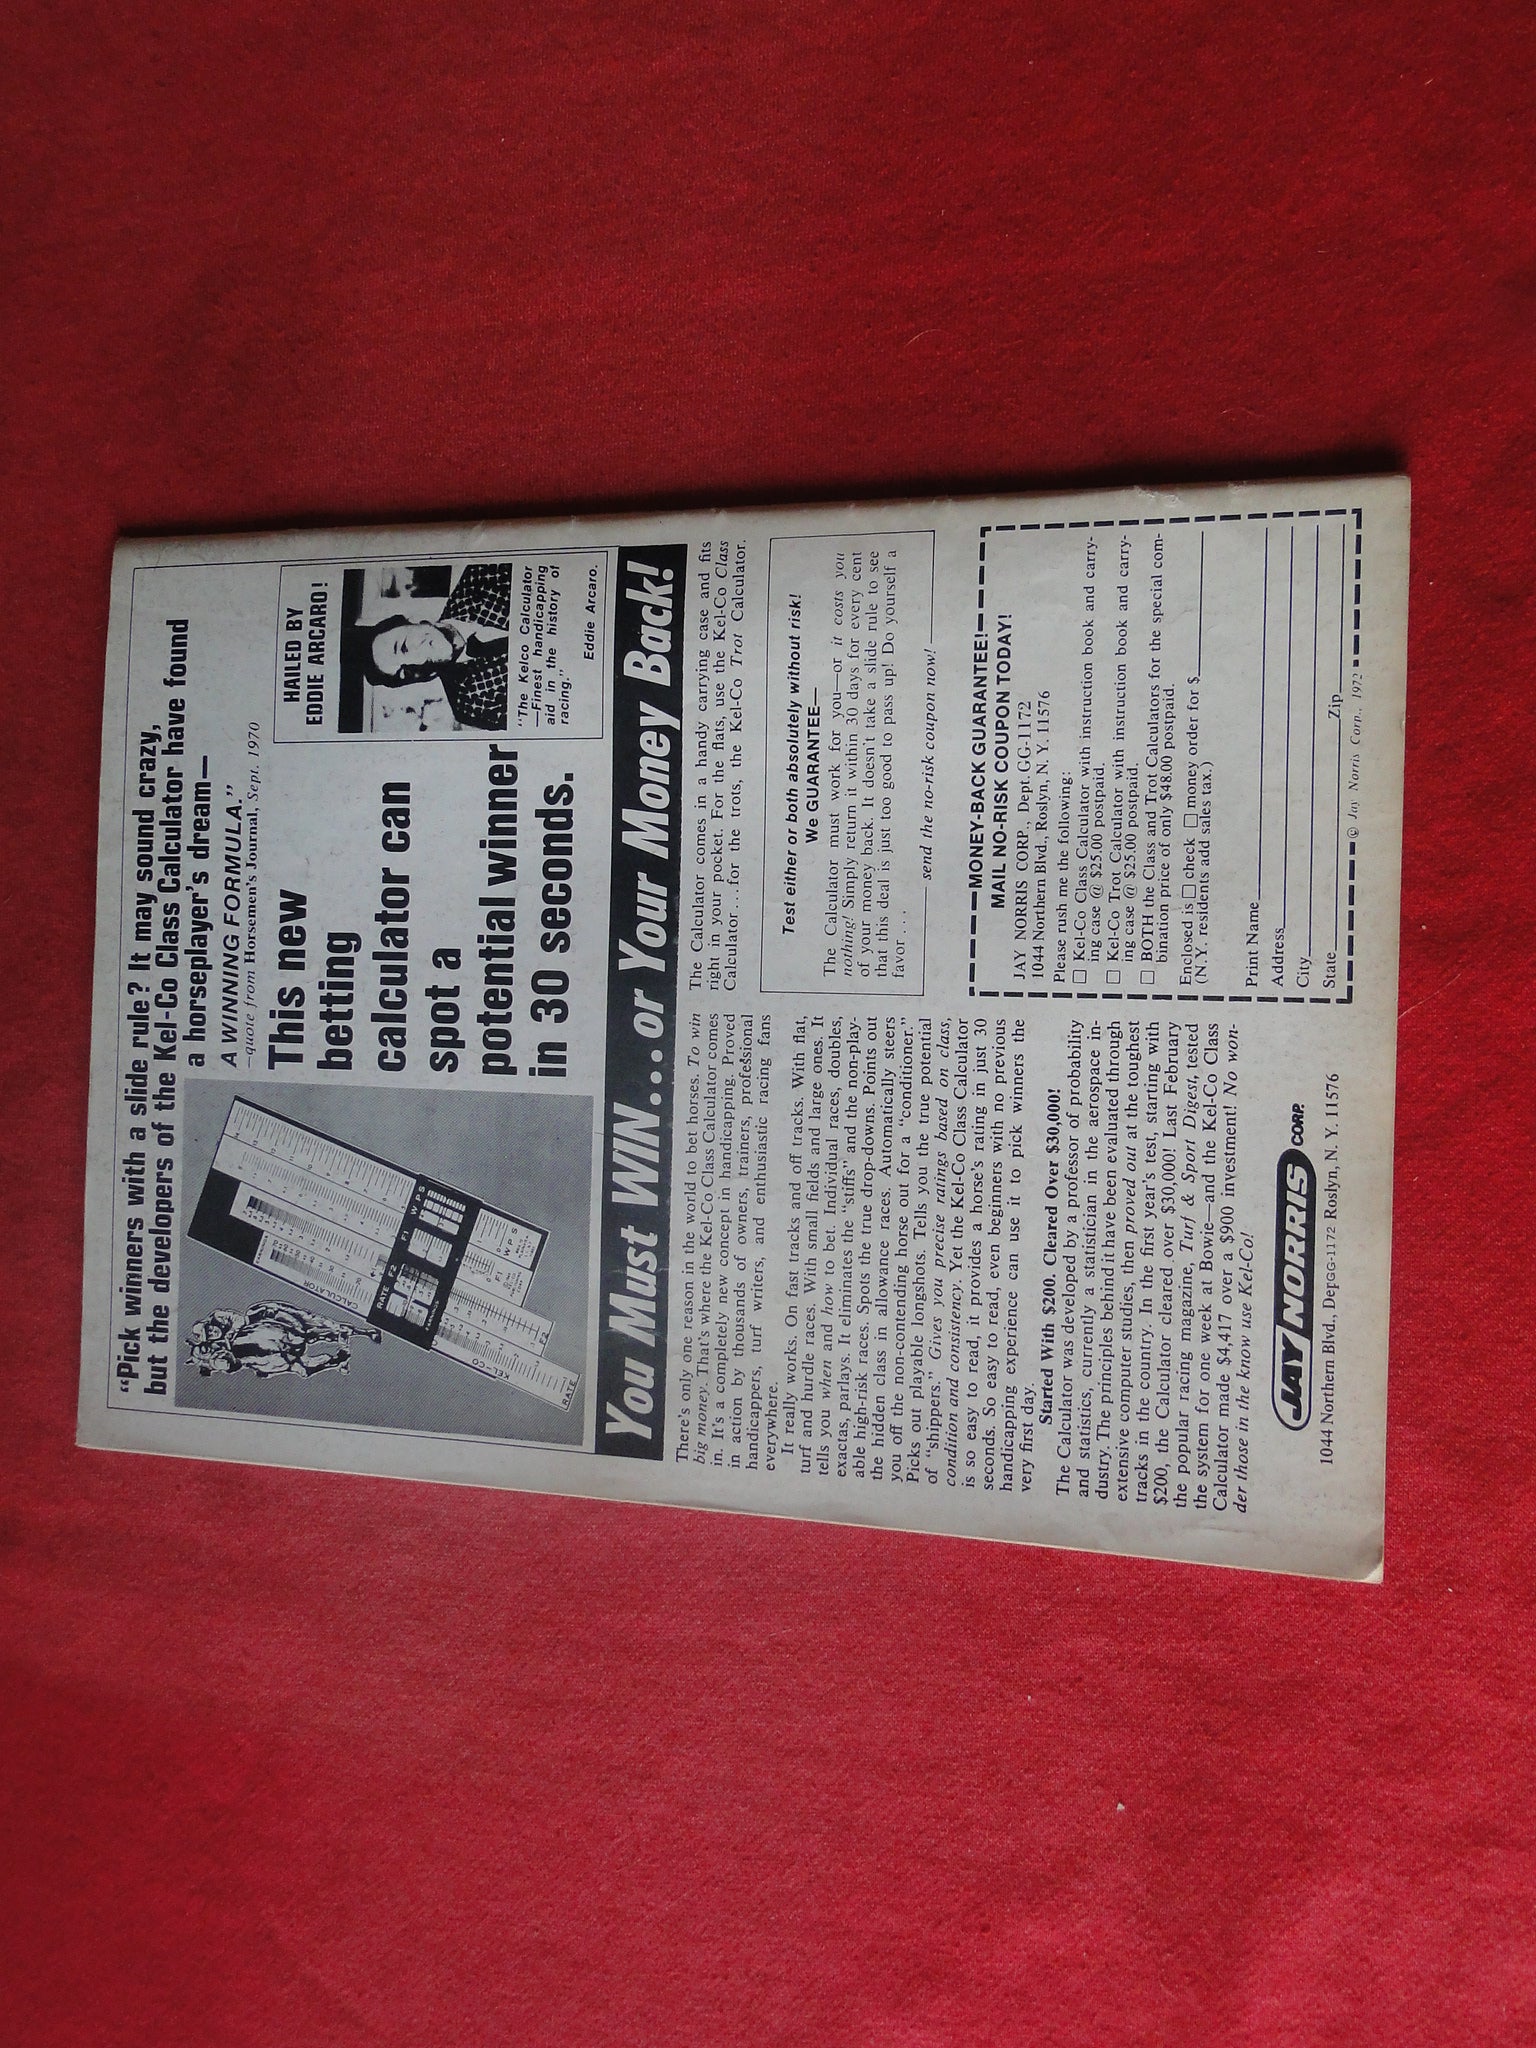 “Pick winners with a slide rule? It may sound crazy,
but the developers of the Kel-Co Class Calculator have found
a horseplayer's dream—
A WINNING FORMULA.”
—quote from Horsemen's Journal, Sept. 1970
This new
betting
calculator can
spot a
potential winner
in 30 seconds.
HAILED BY
EDDIE ARCARO!
“The Kelco Calculator
—Finest handicapping
aid in the history of
racing.”
Eddie Arcaro.
CALCULATOR
RATE F2 F1 W P S
KEL-CO
RATE
F2
F1
W P S
You Must WIN...or Your Money Back!
There's only one reason in the world to bet horses. To win
big money. That's where the Kel-Co Class Calculator comes
in. It's a completely new concept in handicapping. Proved
in action by thousands of owners, trainers, professional
handicappers, turf writers, and enthusiastic racing fans
everywhere.
It really works. On fast tracks and off tracks. With flat,
turf and hurdle races. With small fields and large ones. It
tells you when and how to bet. Individual races, doubles,
exactas, parlays. It eliminates the “stiffs” and the non-play-
able high-risk races. Spots the true drop-downs. Points out
the hidden class in allowance races. Automatically steers
you off the non-contending horse out for a “conditioner.”
Picks out playable longshots. Tells you the true potential
of “shippers.” Gives you precise ratings based on class,
condition and consistency. Yet the Kel-Co Class Calculator
is so easy to read, it provides a horse's rating in just 30
seconds. So easy to read, even beginners with no previous
handicapping experience can use it to pick winners the
very first day.
Started With $200. Cleared Over $30,000!
The Calculator was developed by a professor of probability
and statistics, currently a statistician in the aerospace in-
dustry. The principles behind it have been evaluated through
extensive computer studies, then proved out at the toughest
tracks in the country. In the first year's test, starting with
$200, the Calculator cleared over $30,000! Last February
the popular racing magazine, Turf & Sport Digest, tested
the system for one week at Bowie—and the Kel-Co Class
Calculator made $4,417 over a $900 investment! No won-
der those in the know use Kel-Co!
JAY NORRIS CORP.
1044 Northern Blvd., Dep GG-1172 Roslyn, N. Y. 11576
The Calculator comes in a handy carrying case and fits
right in your pocket. For the flats, use the Kel-Co Class
Calculator...for the trots, the Kel-Co Trot Calculator.
Test either or both absolutely without risk!
We GUARANTEE—
The Calculator must work for you—or it costs you
nothing! Simply return it within 30 days for every cent
of your money back. It doesn't take a slide rule to see
that this deal is just too good to pass up! Do yourself a
favor...
send the no-risk coupon now!
MONEY-BACK GUARANTEE!
MAIL NO-RISK COUPON TODAY!
JAY NORRIS CORP., Dept. GG-1172
1044 Northern Blvd., Roslyn, N. Y. 11576
Please rush me the following:
□ Kel-Co Class Calculator with instruction book and carry-
ing case @ $25.00 postpaid.
□ Kel-Co Trot Calculator with instruction book and carry-
ing case @ $25.00 postpaid.
□ BOTH the Class and Trot Calculators for the special com-
bination price of only $48.00 postpaid.
Enclosed is □ check □ money order for $
(N.Y. residents add sales tax.)
Print Name
Address
City
State Zip
© Jay Norris Corp., 1972